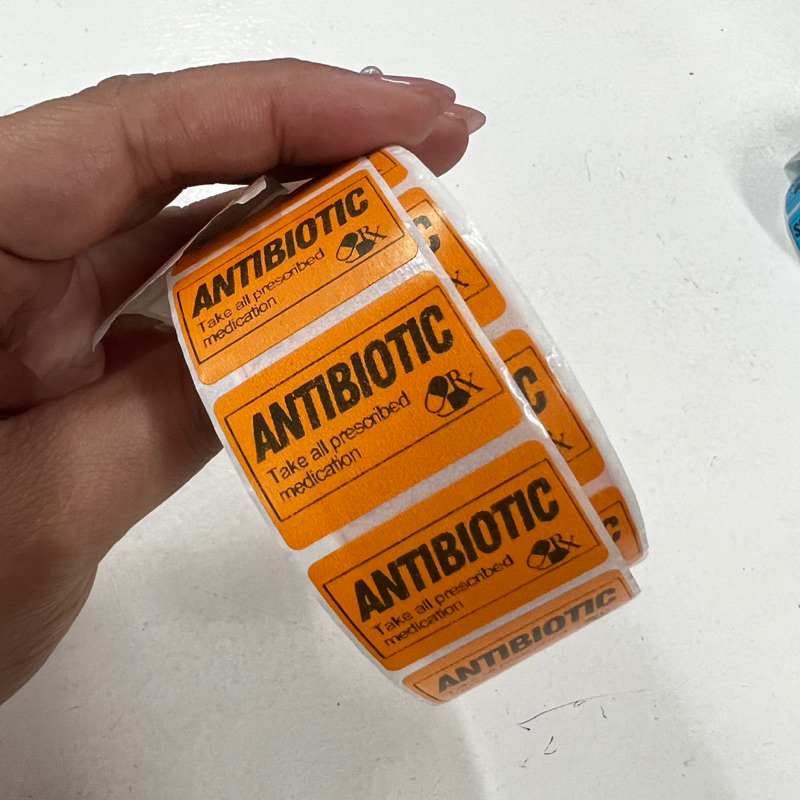 ANTIBIOTIC
Take all prescribed
medication
Rx
ANTIBIOTIC
Take all prescribed
medication
Rx
ANTIBIOTIC
Take all prescribed
medication
Rx
ANTIBIOTIC
C
x
C
x
C